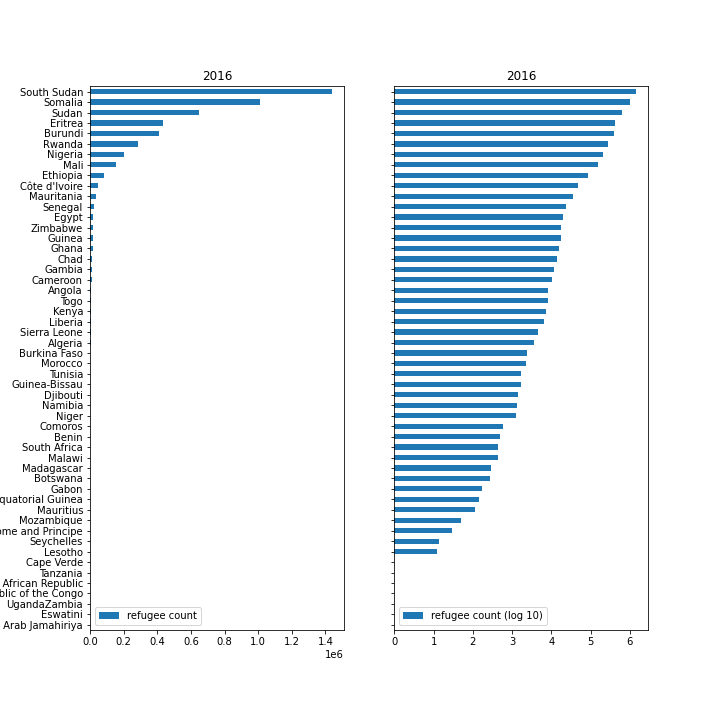 2016
2016
South Sudan
Somalia
Sudan
Eritrea
Burundi
Rwanda
Nigeria
Mali
Ethiopia
Côte d'Ivoire
Mauritania
Senegal
Egypt
Zimbabwe
Guinea
Ghana
Chad
Gambia
Cameroon
Angola
Togo
Kenya
Liberia
Sierra Leone
Algeria
Burkina Faso
Morocco
Tunisia
Guinea-Bissau
Djibouti
Namibia
Niger
Comoros
Benin
South Africa
Malawi
Madagascar
Botswana
Gabon
quatorial Guinea
Mauritius
Mozambique
ome and Principe
Seychelles
Lesotho
Cape Verde
Tanzania
African Republic
blic of the Congo
UgandaZambia
Eswatini
Arab Jamahiriya
refugee count
refugee count (log 10)
0.0 0.2 0.4 0.6 0.8 1.0 1.2 1.4
1e6
0 1 2 3 4 5 6